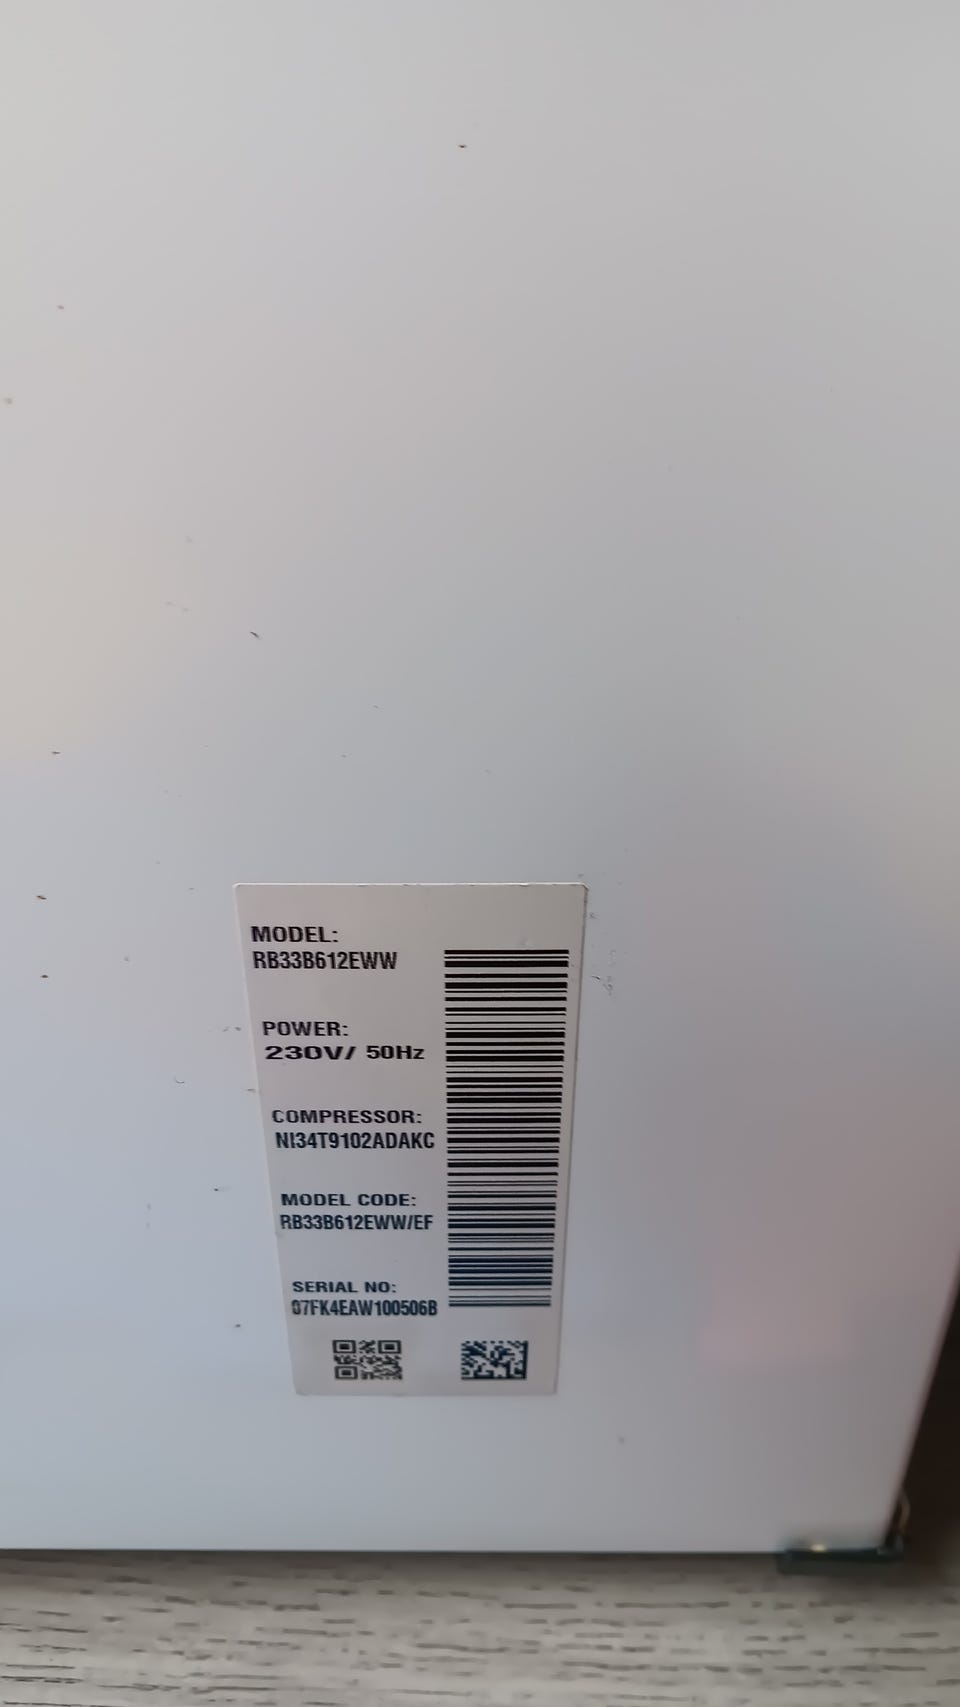 MODEL:
RB33B612EWW
POWER:
230V/ 50Hz
COMPRESSOR:
NI34T9102ADAKC
MODEL CODE:
RB33B612EWW/EF
SERIAL NO:
07FK4EAW100506B